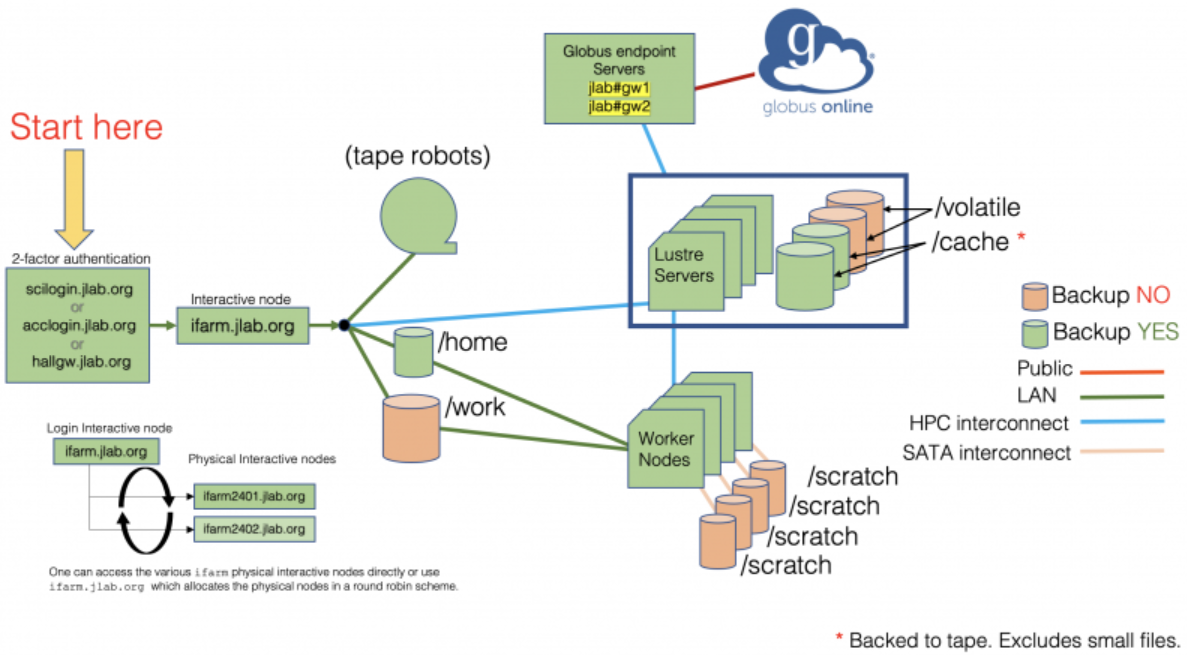 Globus endpoint
Servers
jlab#gw1
jlab#gw2
g
globus online
Start here
(tape robots)
2-factor authentication
scilogin.jlab.org
or
acclogin.jlab.org
or
hallgw.jlab.org
Interactive node
ifarm.jlab.org
/home
/work
Lustre
Servers
/volatile
/cache *
Backup NO
Backup YES
Public
LAN
HPC interconnect
SATA interconnect
Worker
Nodes
/scratch
/scratch
/scratch
/scratch
Login Interactive node
ifarm.jlab.org
Physical Interactive nodes
ifarm2401.jlab.org
ifarm2402.jlab.org
One can access the various ifarm physical interactive nodes directly or use
ifarm.jlab.org which allocates the physical nodes in a round robin scheme.
* Backed to tape. Excludes small files.